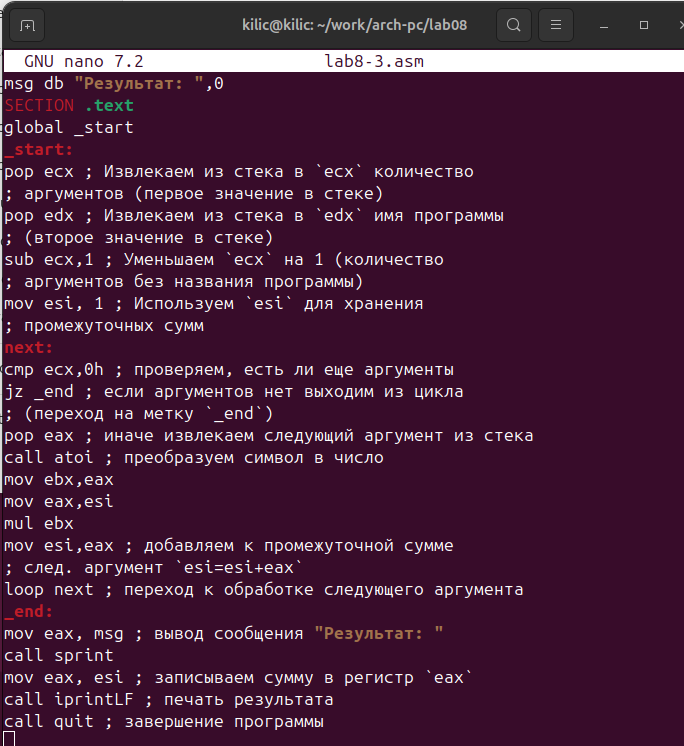 kilic@kilic: ~/work/arch-pc/lab08
GNU nano 7.2 lab8-3.asm
msg db "Результат: ",0
SECTION .text
global _start
_start:
pop ecx ; Извлекаем из стека в `ecx` количество
; аргументов (первое значение в стеке)
pop edx ; Извлекаем из стека в `edx` имя программы
; (второе значение в стеке)
sub ecx,1 ; Уменьшаем `ecx` на 1 (количество
; аргументов без названия программы)
mov esi, 1 ; Используем `esi` для хранения
; промежуточных сумм
next:
cmp ecx,0h ; проверяем, есть ли еще аргументы
jz _end ; если аргументов нет выходим из цикла
; (переход на метку `_end`)
pop eax ; иначе извлекаем следующий аргумент из стека
call atoi ; преобразуем символ в число
mov ebx,eax
mov eax,esi
mul ebx
mov esi,eax ; добавляем к промежуточной сумме
; след. аргумент `esi=esi+eax`
loop next ; переход к обработке следующего аргумента
_end:
mov eax, msg ; вывод сообщения "Результат: "
call sprint
mov eax, esi ; записываем сумму в регистр `eax`
call iprintLF ; печать результата
call quit ; завершение программы